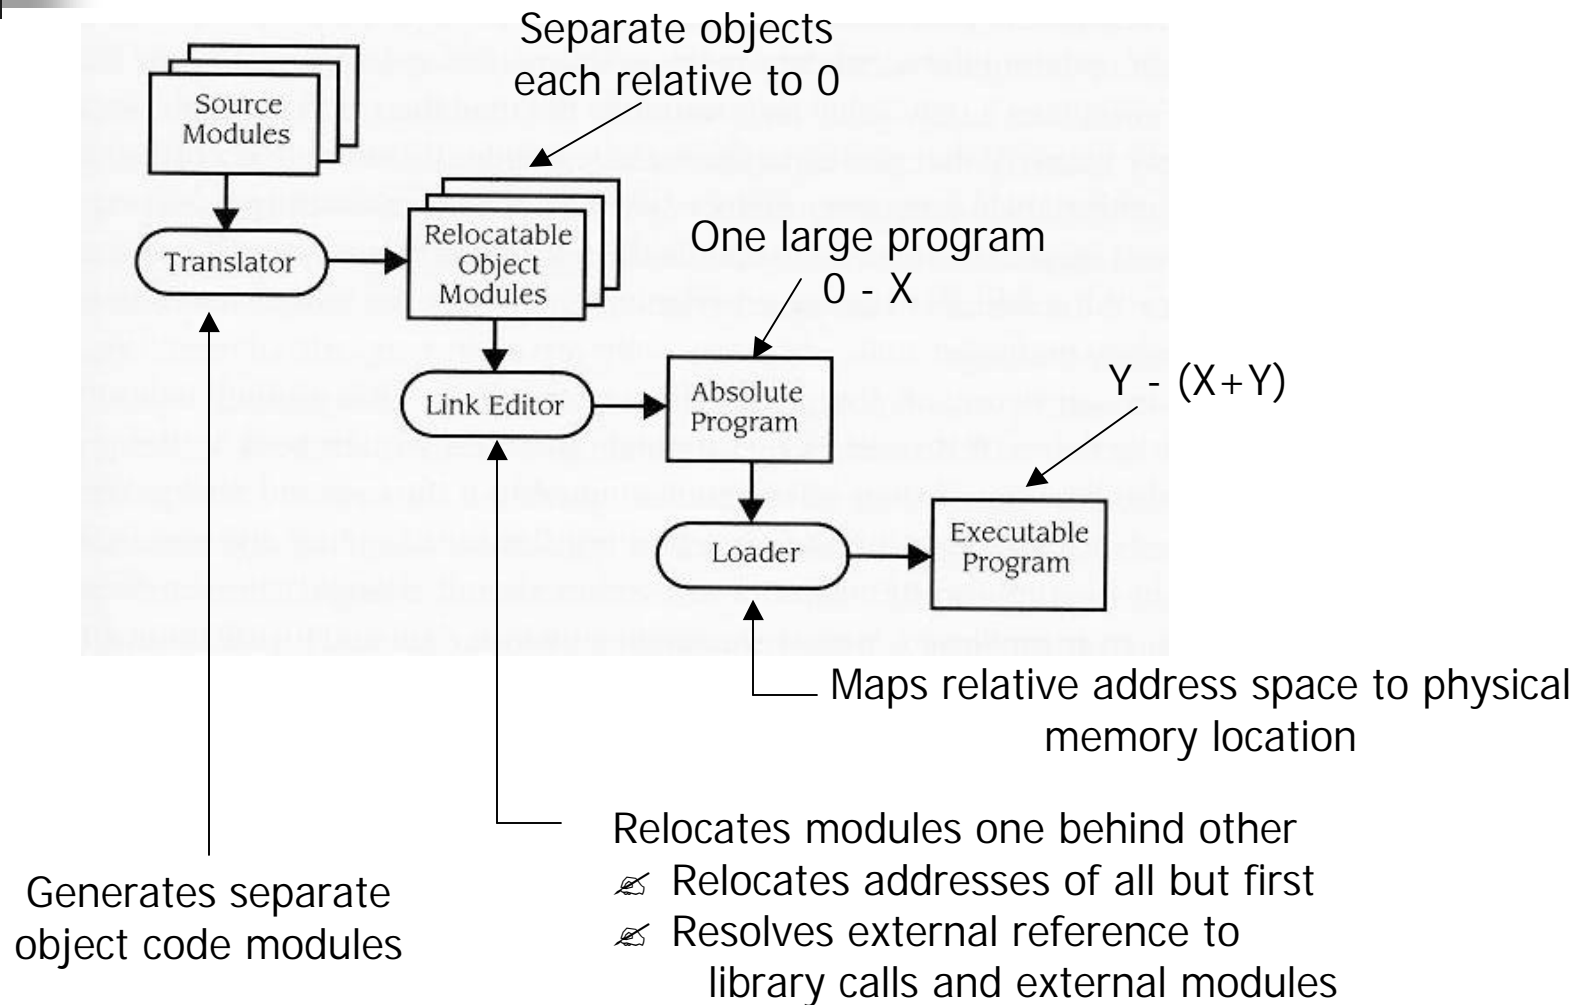 Separate objects
each relative to 0
Source
Modules
Translator
Relocatable
Object
Modules
One large program
0 - X
Link Editor
Absolute
Program
Y - (X+Y)
Loader
Executable
Program
Maps relative address space to physical
memory location
Generates separate
object code modules
Relocates modules one behind other
Relocates addresses of all but first
Resolves external reference to
library calls and external modules